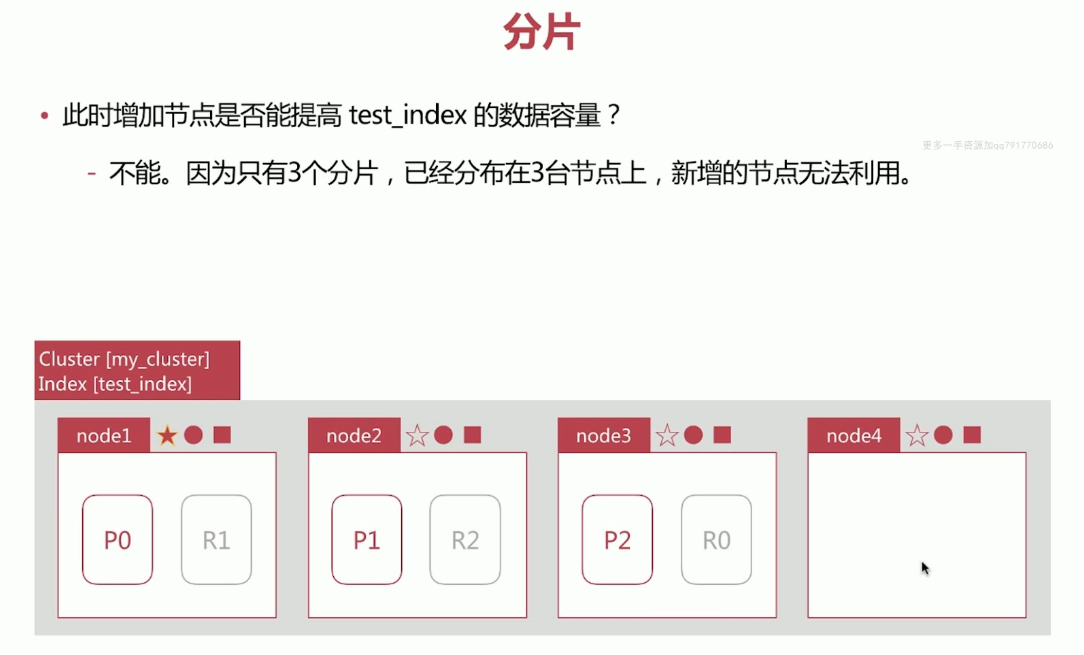 分片
• 此时增加节点是否能提高 test_index 的数据容量？
更多一手资源加qq791770686
- 不能。因为只有3个分片，已经分布在3台节点上，新增的节点无法利用。
Cluster [my_cluster]
Index [test_index]
node1
node2
node3
node4
P0
R1
P1
R2
P2
R0